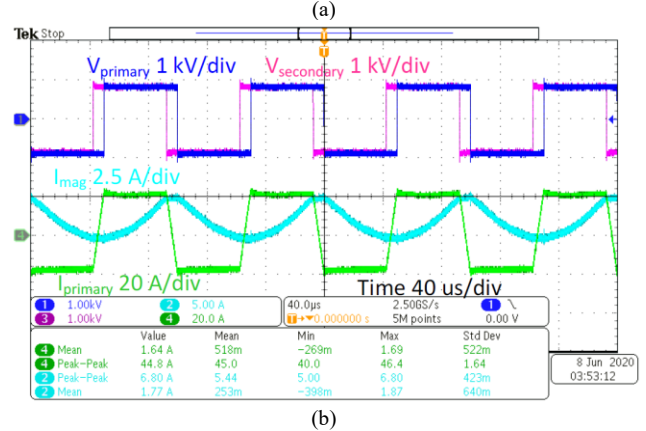 (a)
Tek Stop
T
V_primary 1 kV/div V_secondary 1 kV/div
1
I_mag 2.5 A/div
4
I_primary 20 A/div
Time 40 us/div
1 1.00kV 2 5.00 A 40.0μs 2.50GS/s 1
3 1.00kV 4 20.0 A T→▼0.000000 s 5M points 0.00 V
Value Mean Min Max Std Dev
4 Mean 1.64 A 518m −269m 1.69 522m
4 Peak–Peak 44.8 A 45.0 40.0 46.4 1.64
2 Peak–Peak 6.80 A 5.44 5.00 6.80 423m
2 Mean 1.77 A 253m −398m 1.87 640m
8 Jun 2020
03:53:12
(b)